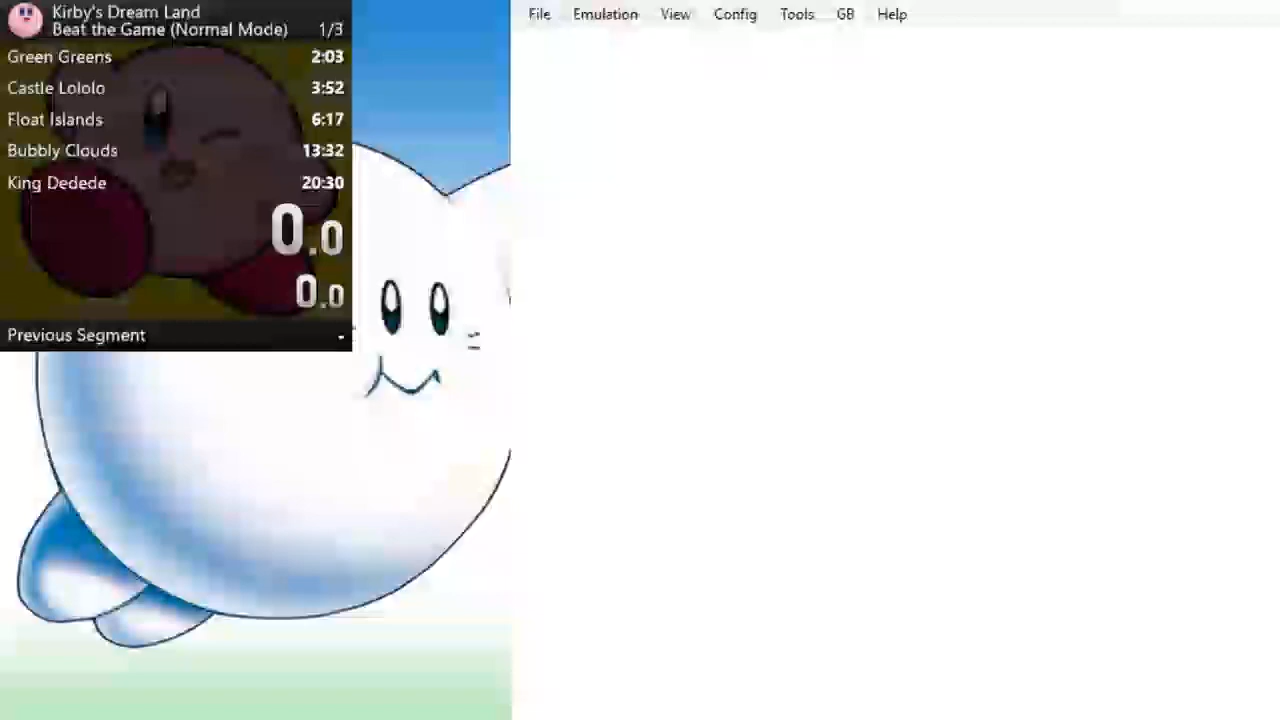 Kirby's Dream Land
Beat the Game (Normal Mode) 1/3
Green Greens 2:03
Castle Lololo 3:52
Float Islands 6:17
Bubbly Clouds 13:32
King Dedede 20:30
0.0
0.0
Previous Segment -
File Emulation View Config Tools GB Help